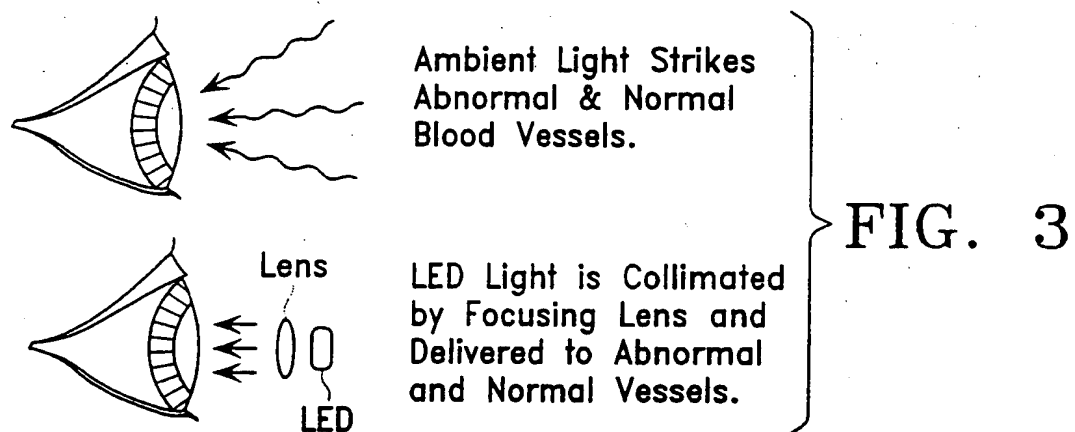 Ambient Light Strikes
Abnormal & Normal
Blood Vessels.
FIG. 3
Lens
LED
LED Light is Collimated
by Focusing Lens and
Delivered to Abnormal
and Normal Vessels.